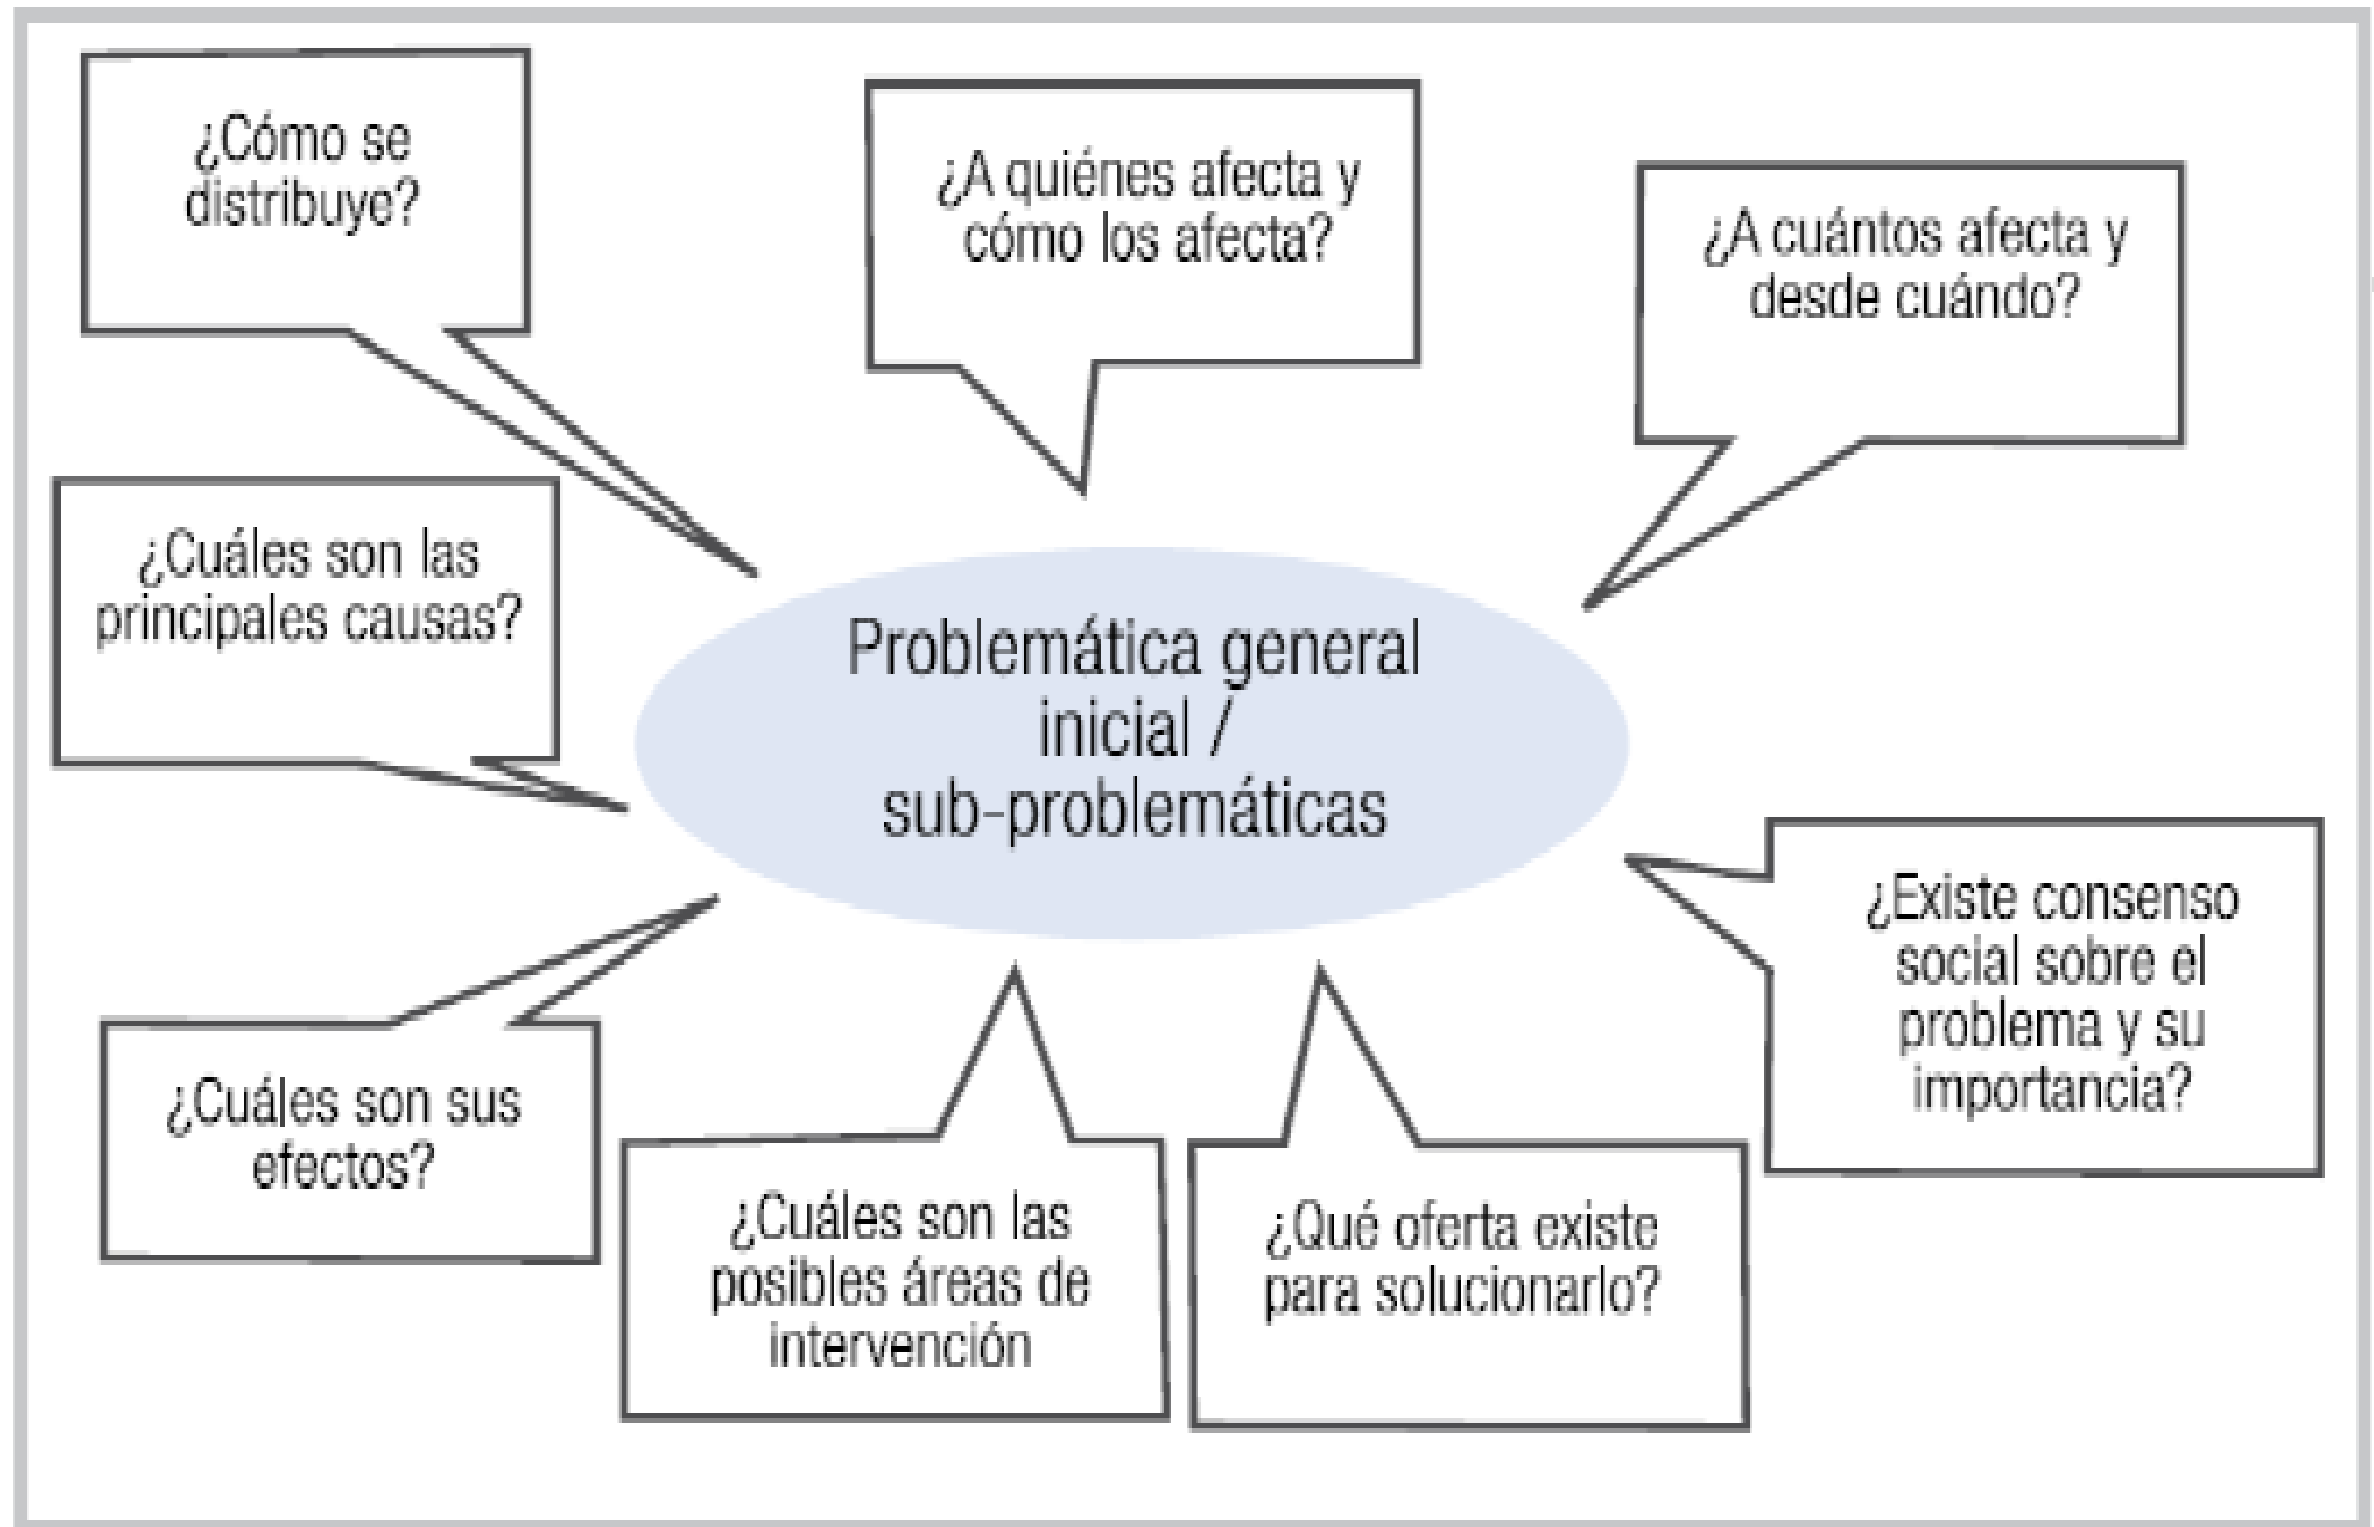 ¿Cómo se
distribuye?
¿A quiénes afecta y
cómo los afecta?
¿A cuántos afecta y
desde cuándo?
¿Cuáles son las
principales causas?
Problemática general
inicial /
sub-problemáticas
¿Existe consenso
social sobre el
problema y su
importancia?
¿Cuáles son sus
efectos?
¿Cuáles son las
posibles áreas de
intervención
¿Qué oferta existe
para solucionarlo?